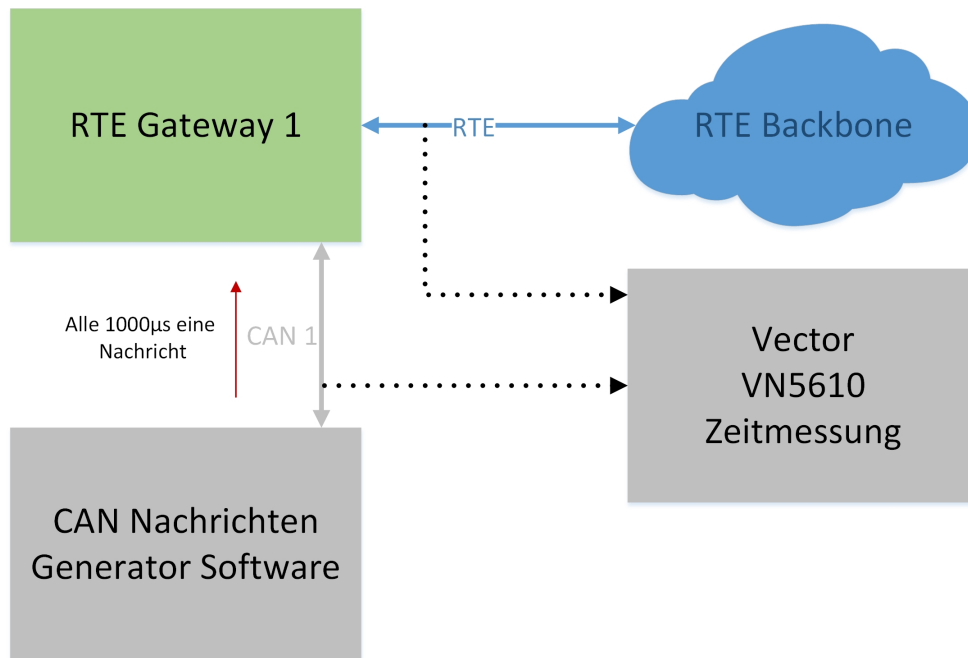 RTE Gateway 1
RTE
RTE Backbone
Alle 1000µs eine
Nachricht
CAN 1
Vector
VN5610
Zeitmessung
CAN Nachrichten
Generator Software